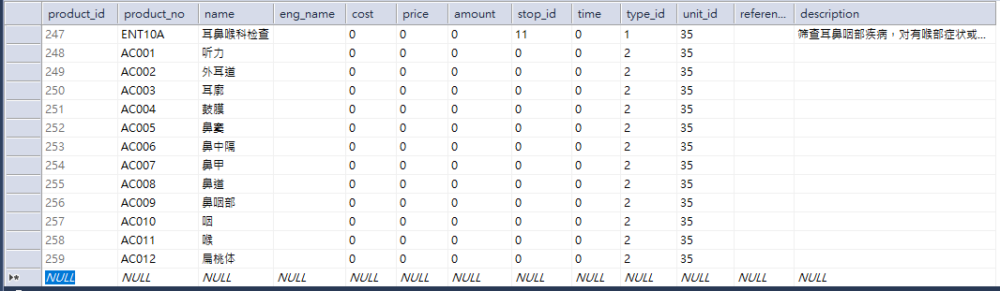 product_id product_no name eng_name cost price amount stop_id time type_id unit_id referen... description
247 ENT10A 耳鼻喉科检查 0 0 0 11 0 1 35 筛查耳鼻咽部疾病，对有喉部症状或...
248 AC001 听力 0 0 0 0 0 2 35
249 AC002 外耳道 0 0 0 0 0 2 35
250 AC003 耳廓 0 0 0 0 0 2 35
251 AC004 鼓膜 0 0 0 0 0 2 35
252 AC005 鼻窦 0 0 0 0 0 2 35
253 AC006 鼻中隔 0 0 0 0 0 2 35
254 AC007 鼻甲 0 0 0 0 0 2 35
255 AC008 鼻道 0 0 0 0 0 2 35
256 AC009 鼻咽部 0 0 0 0 0 2 35
257 AC010 咽 0 0 0 0 0 2 35
258 AC011 喉 0 0 0 0 0 2 35
259 AC012 扁桃体 0 0 0 0 0 2 35
NULL NULL NULL NULL NULL NULL NULL NULL NULL NULL NULL NULL NULL